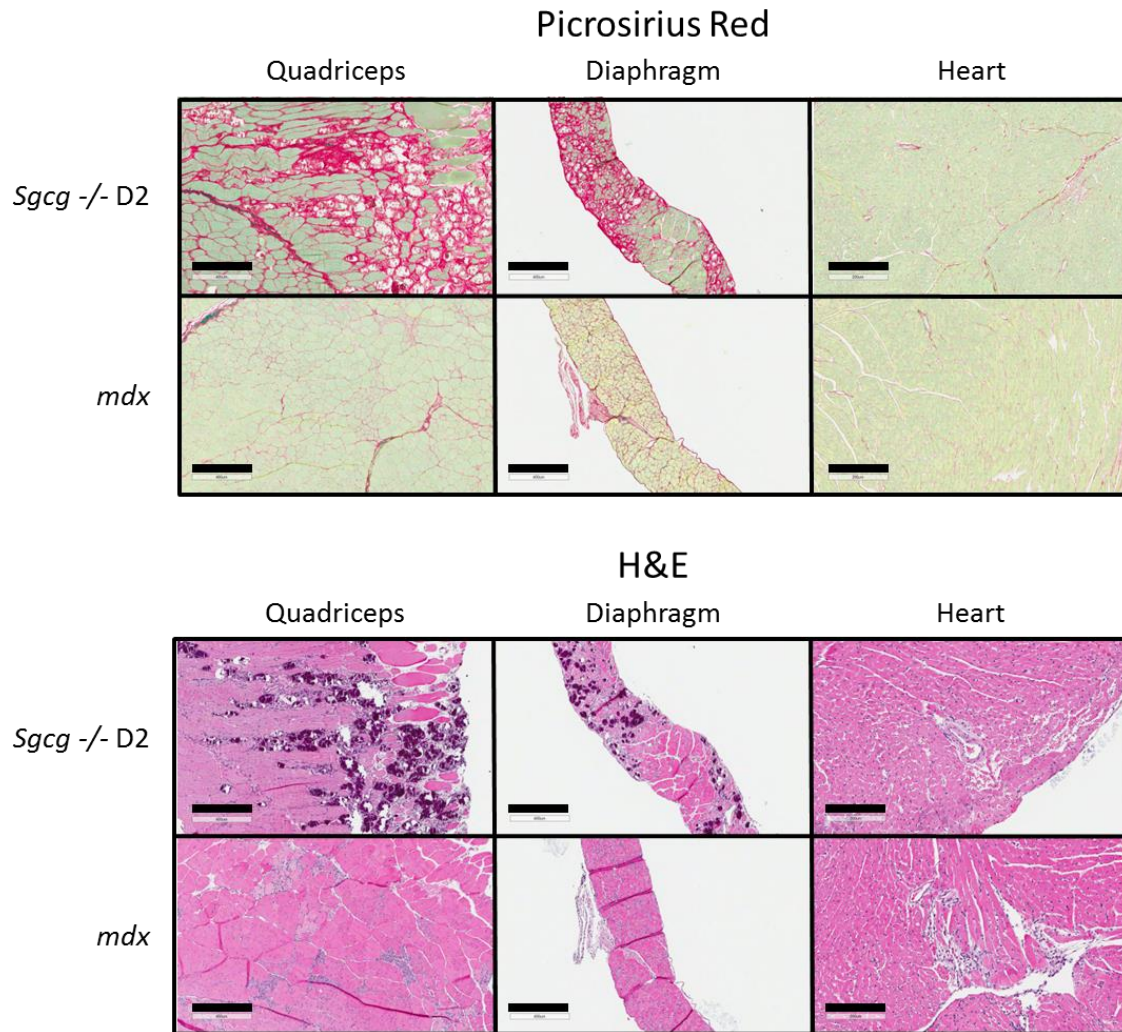 Picrosirius Red
Quadriceps Diaphragm Heart
Sgcg -/- D2
mdx
H&E
Quadriceps Diaphragm Heart
Sgcg -/- D2
mdx